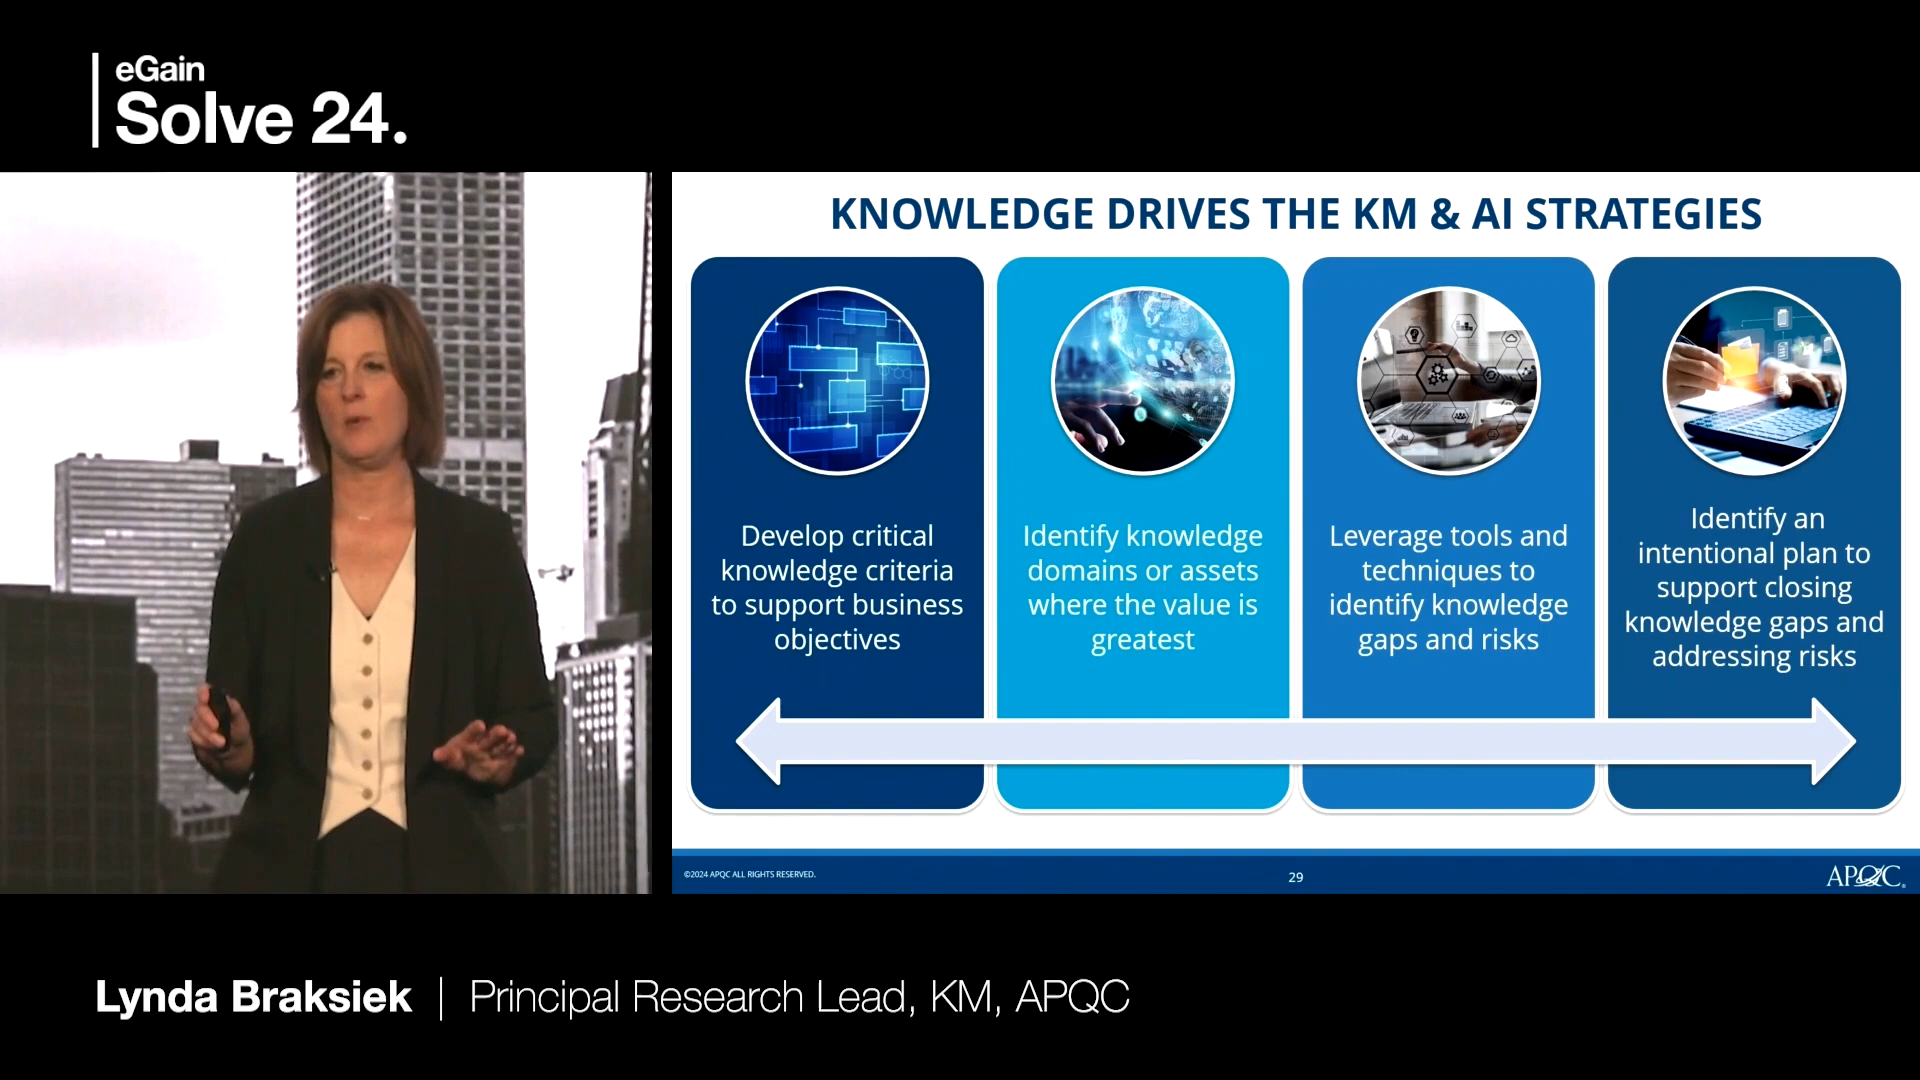 eGain
Solve 24.
KNOWLEDGE DRIVES THE KM & AI STRATEGIES
Develop critical
knowledge criteria
to support business
objectives
Identify knowledge
domains or assets
where the value is
greatest
Leverage tools and
techniques to
identify knowledge
gaps and risks
Identify an
intentional plan to
support closing
knowledge gaps and
addressing risks
©2024 APQC ALL RIGHTS RESERVED.
29
APQC®
Lynda Braksiek | Principal Research Lead, KM, APQC